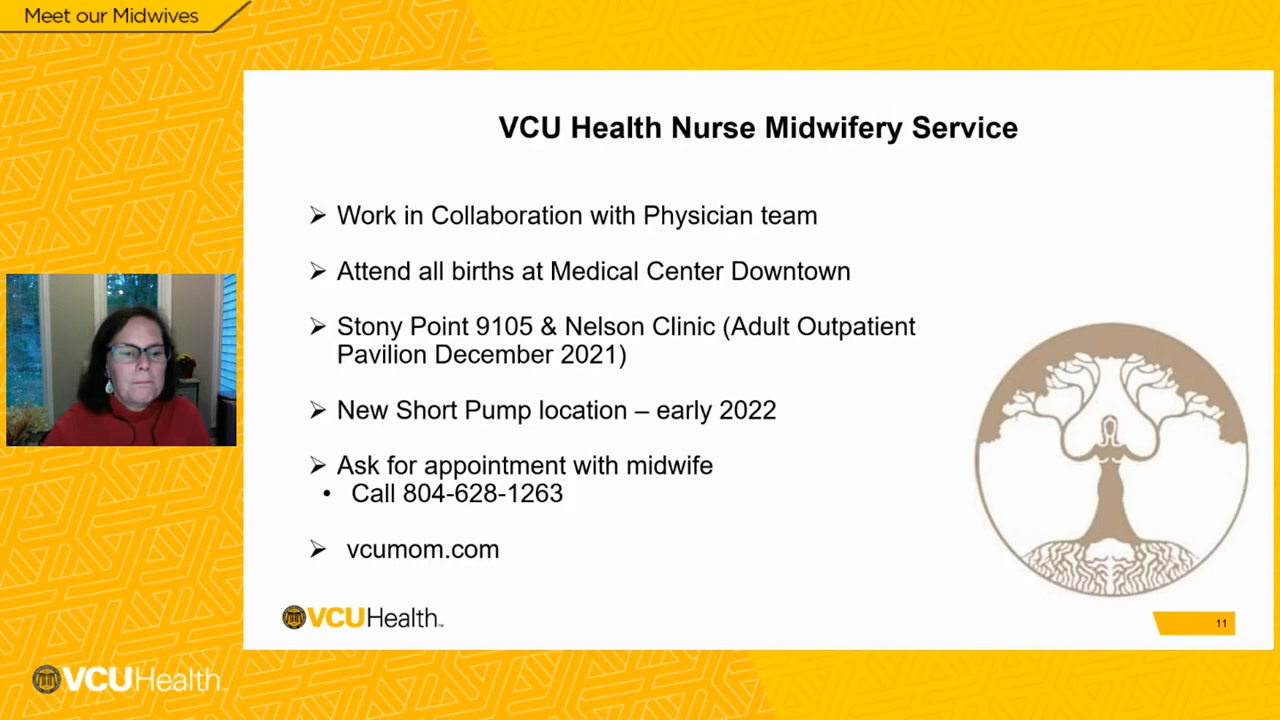 Meet our Midwives
VCU Health Nurse Midwifery Service
➢ Work in Collaboration with Physician team
➢ Attend all births at Medical Center Downtown
➢ Stony Point 9105 & Nelson Clinic (Adult Outpatient
Pavilion December 2021)
➢ New Short Pump location – early 2022
➢ Ask for appointment with midwife
• Call 804-628-1263
➢ vcumom.com
VCUHealth
11
VCUHealth